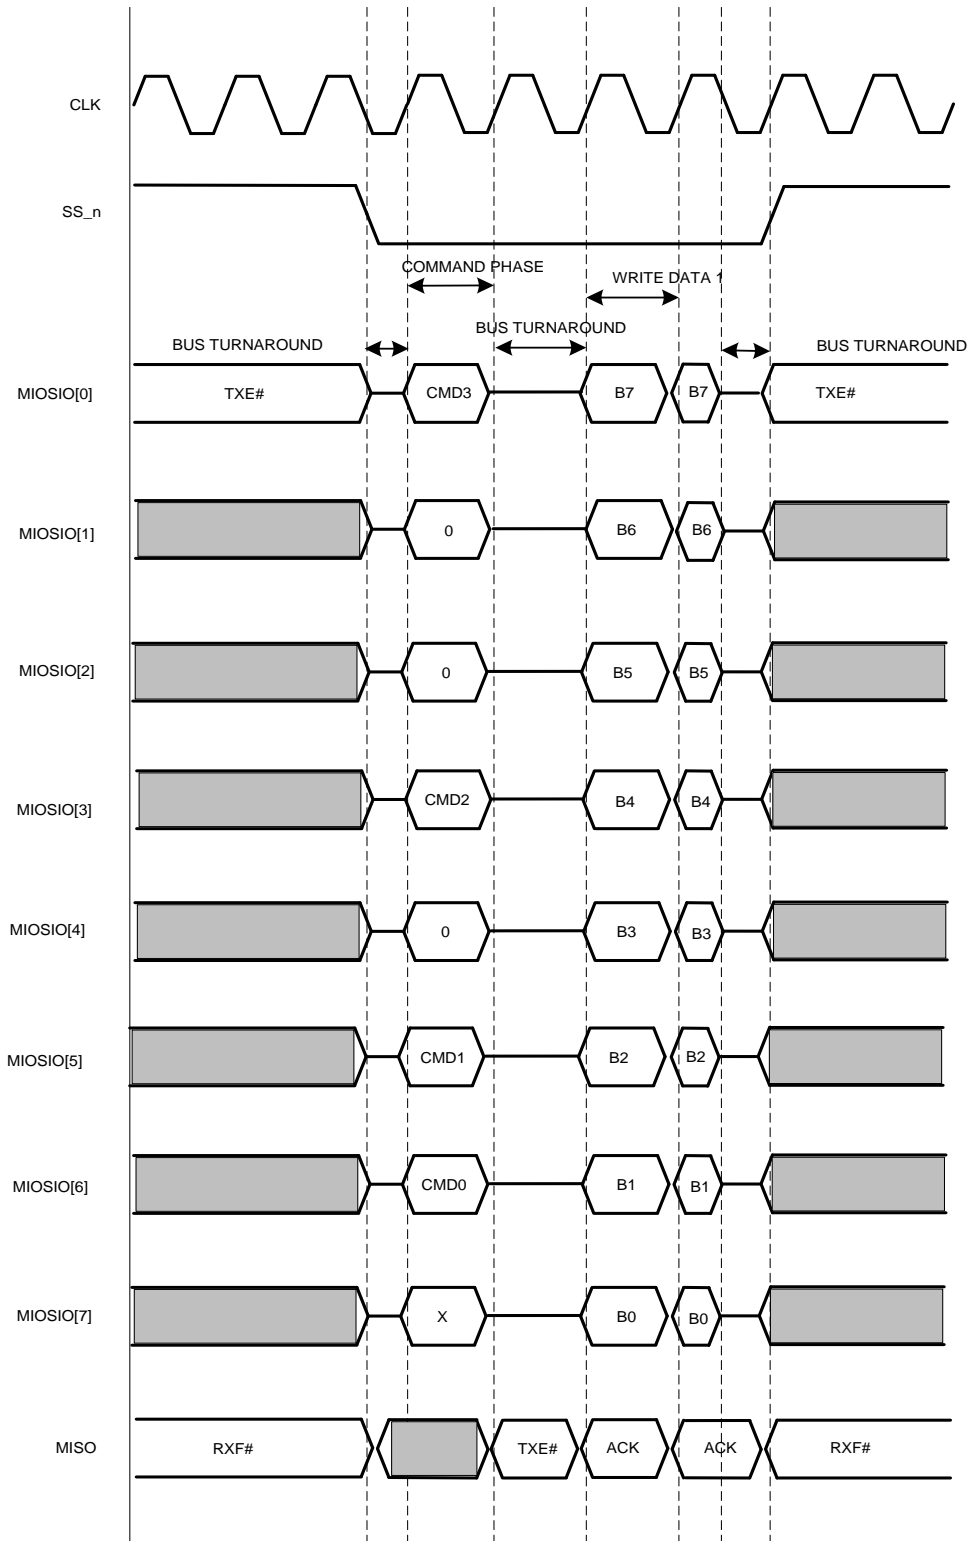 CLK
SS_n
COMMAND PHASE
WRITE DATA 1
BUS TURNAROUND
BUS TURNAROUND
BUS TURNAROUND
MIOSIO[0] TXE# CMD3 B7 B7 TXE#
MIOSIO[1] 0 B6 B6
MIOSIO[2] 0 B5 B5
MIOSIO[3] CMD2 B4 B4
MIOSIO[4] 0 B3 B3
MIOSIO[5] CMD1 B2 B2
MIOSIO[6] CMD0 B1 B1
MIOSIO[7] X B0 B0
MISO RXF# TXE# ACK ACK RXF#